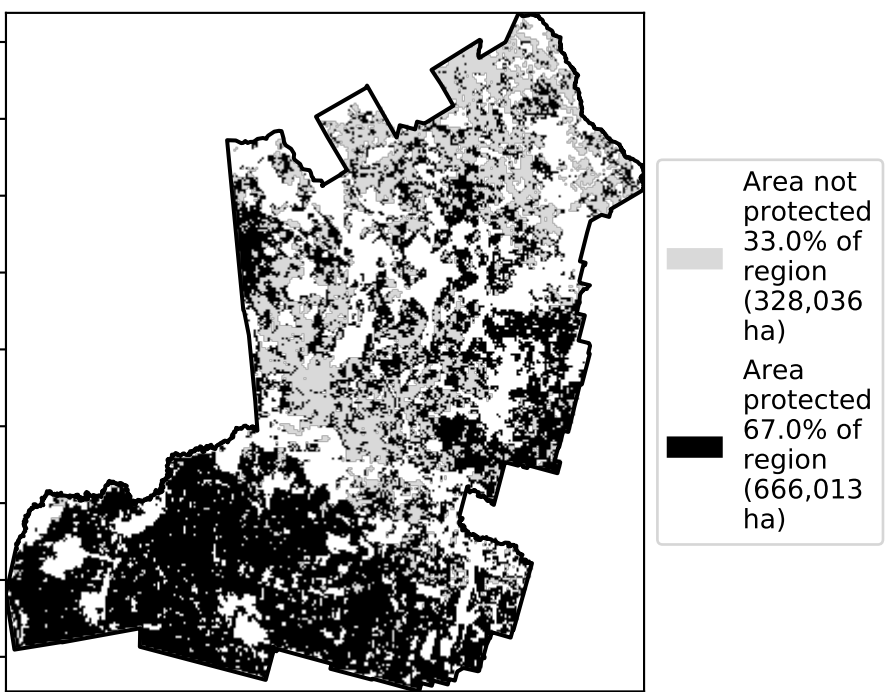 Area not
protected
33.0% of
region
(328,036
ha)
Area
protected
67.0% of
region
(666,013
ha)